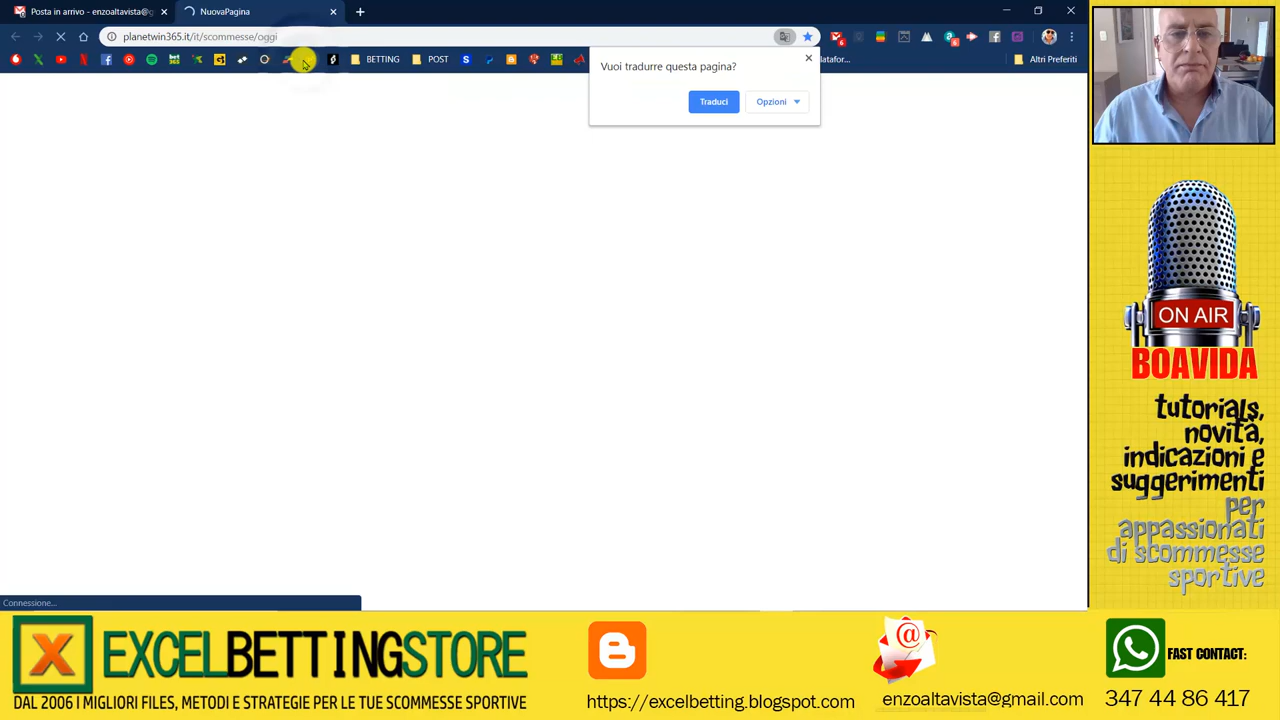 Posta in arrivo - enzoaltavista@g
NuovaPagina
planetwin365.it/it/scommesse/oggi
BETTING
POST
Altri Preferiti
Vuoi tradurre questa pagina?
Traduci
Opzioni
Connessione...
ON AIR
BOAVIDA
tutorials,
novità,
indicazioni e
suggerimenti
per
appassionati
di scommesse
sportive
X EXCELBETTINGSTORE
DAL 2006 I MIGLIORI FILES, METODI E STRATEGIE PER LE TUE SCOMMESSE SPORTIVE
https://excelbetting.blogspot.com
@
enzoaltavista@gmail.com
FAST CONTACT:
347 44 86 417